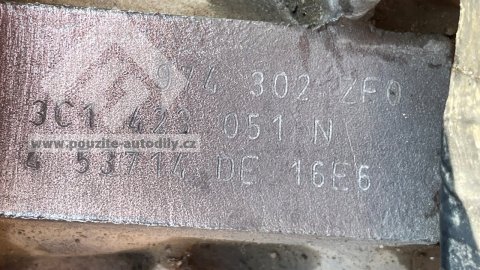 974 302 ZF0
3C1 423 051 N
www.pouzite-autodily.cz
4 53714 DE 16E6